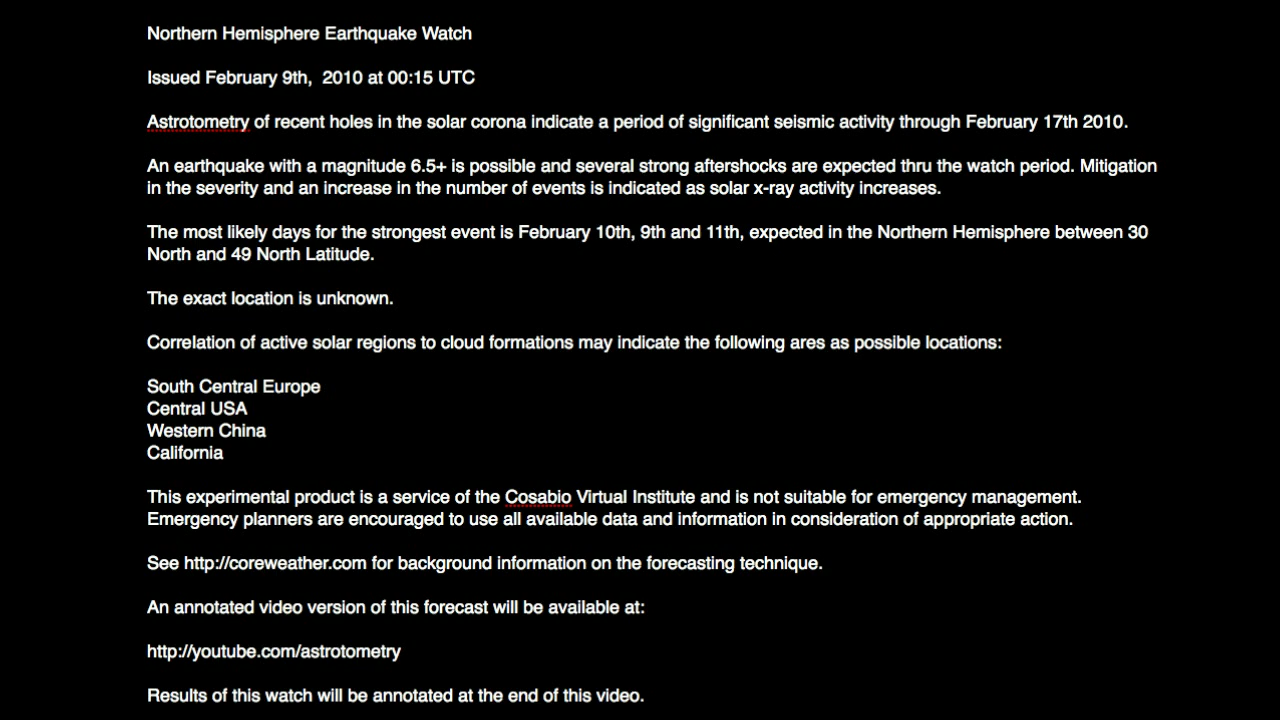 Northern Hemisphere Earthquake Watch
Issued February 9th,  2010 at 00:15 UTC
Astrotometry of recent holes in the solar corona indicate a period of significant seismic activity through February 17th 2010.
An earthquake with a magnitude 6.5+ is possible and several strong aftershocks are expected thru the watch period. Mitigation
in the severity and an increase in the number of events is indicated as solar x-ray activity increases.
The most likely days for the strongest event is February 10th, 9th and 11th, expected in the Northern Hemisphere between 30
North and 49 North Latitude.
The exact location is unknown.
Correlation of active solar regions to cloud formations may indicate the following ares as possible locations:
South Central Europe
Central USA
Western China
California
This experimental product is a service of the Cosabio Virtual Institute and is not suitable for emergency management.
Emergency planners are encouraged to use all available data and information in consideration of appropriate action.
See http://coreweather.com for background information on the forecasting technique.
An annotated video version of this forecast will be available at:
http://youtube.com/astrotometry
Results of this watch will be annotated at the end of this video.